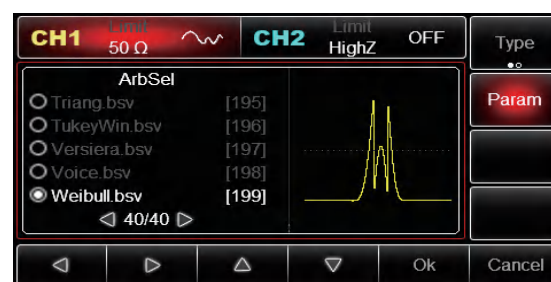 CH1 Limit 50 Ω CH2 Limit HighZ OFF Type
ArbSel
Triang.bsv [195]
TukeyWin.bsv [196]
Versiera.bsv [197]
Voice.bsv [198]
Weibull.bsv [199]
40/40
Param
Ok Cancel